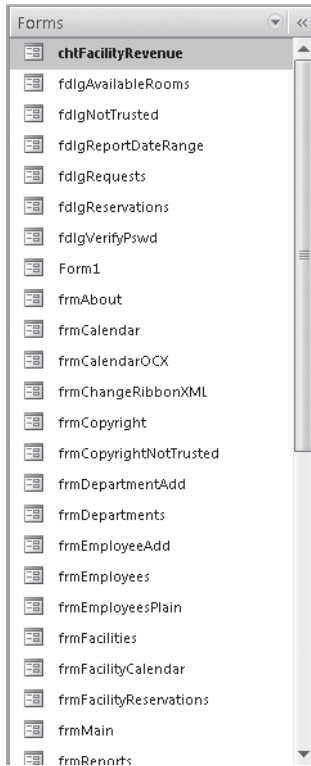 Forms
chtFacilityRevenue
fdlgAvailableRooms
fdlgNotTrusted
fdlgReportDateRange
fdlgRequests
fdlgReservations
fdlgVerifyPswd
Form1
frmAbout
frmCalendar
frmCalendarOCX
frmChangeRibbonXML
frmCopyright
frmCopyrightNotTrusted
frmDepartmentAdd
frmDepartments
frmEmployeeAdd
frmEmployees
frmEmployeesPlain
frmFacilities
frmFacilityCalendar
frmFacilityReservations
frmMain
frmReports